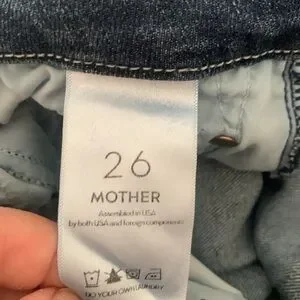 26
MOTHER
Assembled in USA
by both USA and foreign components
DO YOUR OWN LAUNDRY